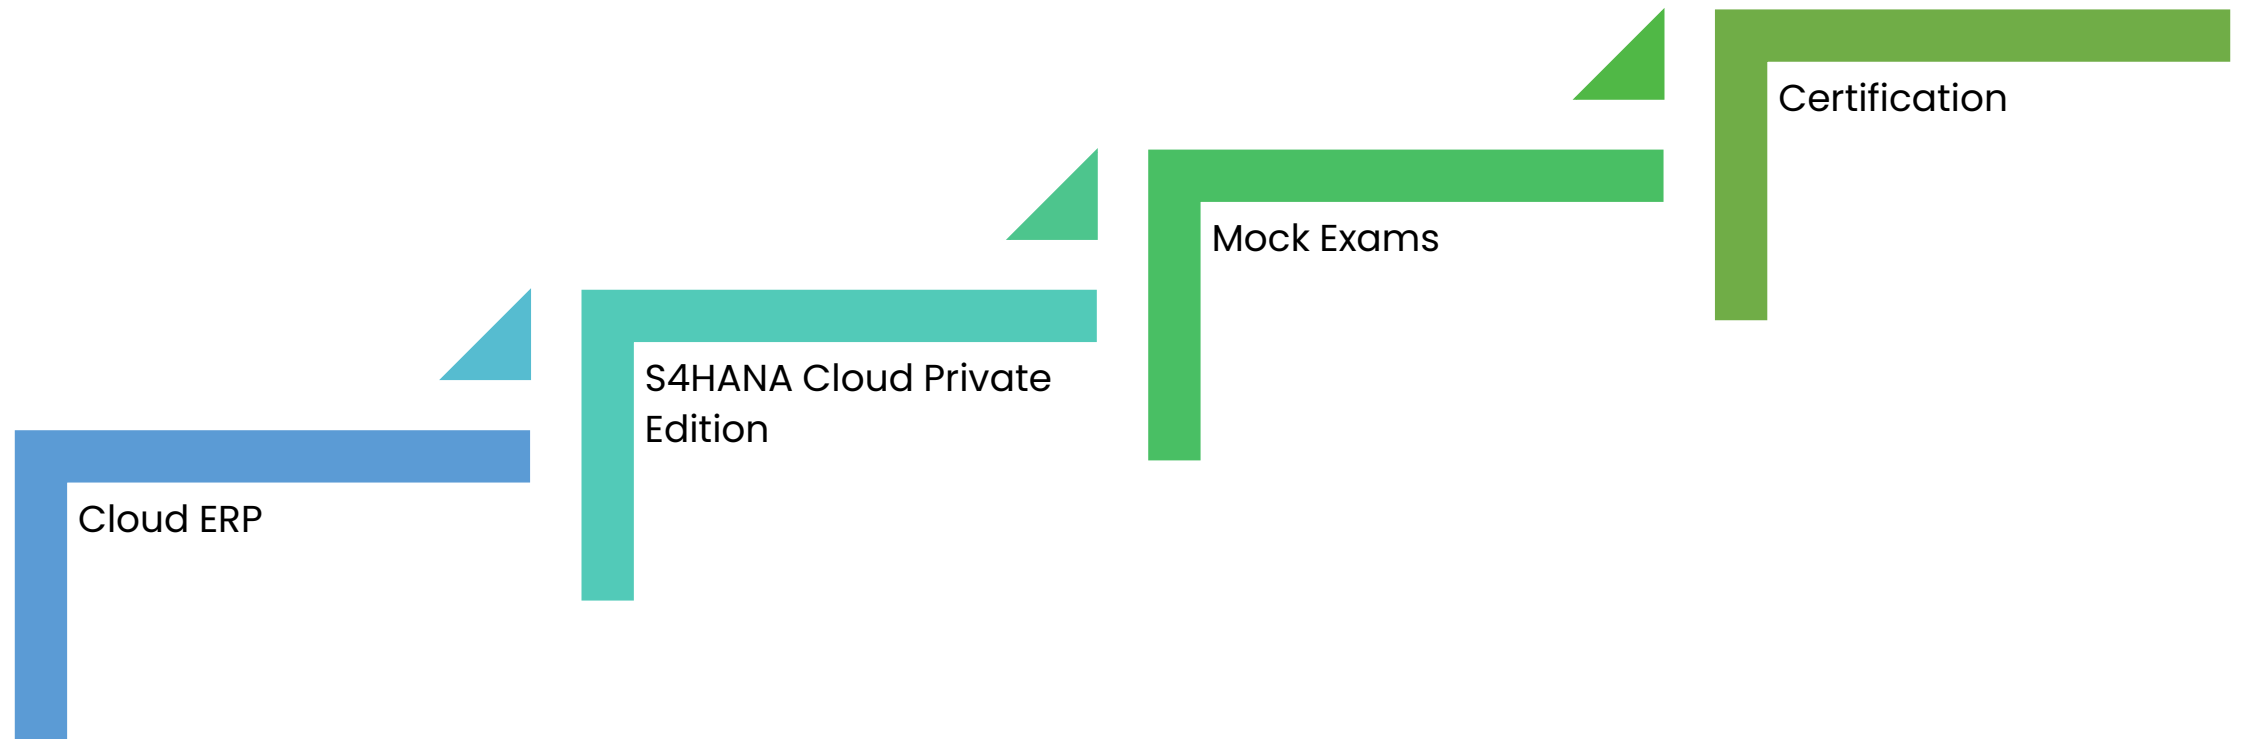 Cloud ERP
S4HANA Cloud Private
Edition
Mock Exams
Certification